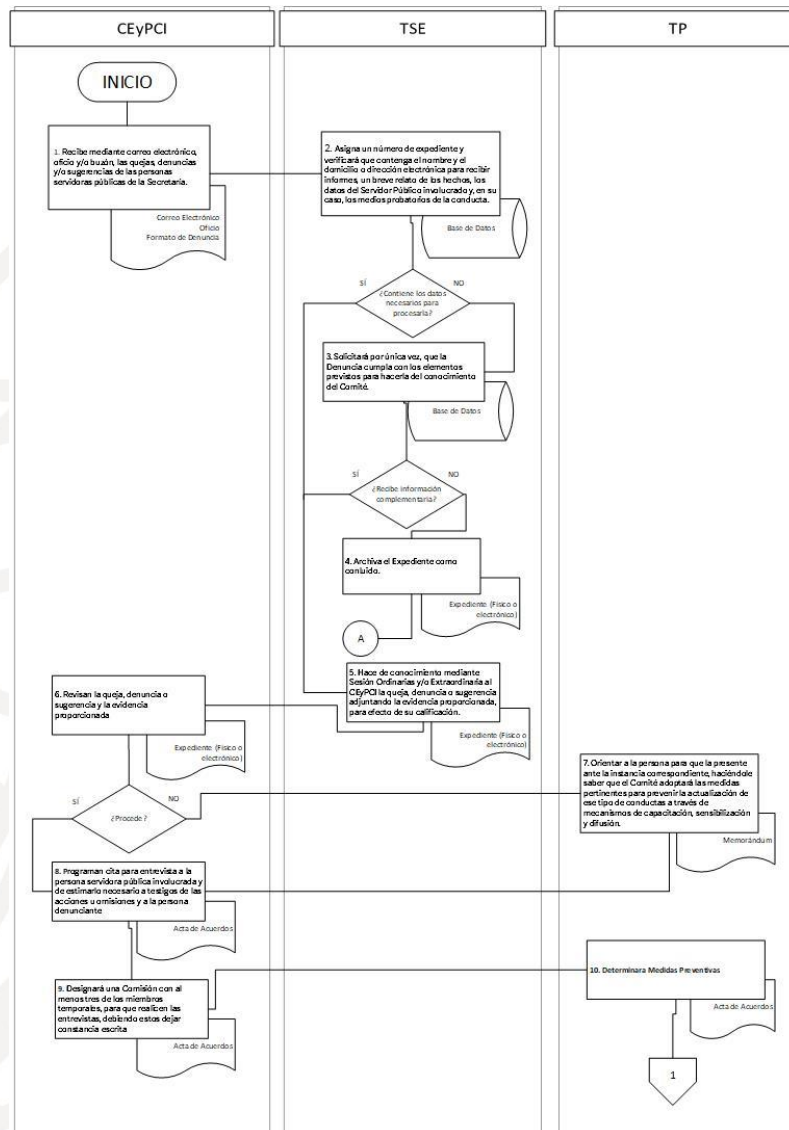 CEyPCI
TSE
TP
INICIO
1. Recibe mediante correo electrónico,
oficio y/o buzón, las quejas, denuncias
y/o sugerencias de las personas
servidoras públicas de la Secretaría.
Correo Electrónico
Oficio
Formato de Denuncia
2. Asigna un número de expediente y
verificará que contenga el nombre y el
domicilio o dirección electrónica para recibir
informes, un breve relato de los hechos, los
datos del Servidor Público involucrado y, en su
caso, los medios probatorios de la conducta.
Base de Datos
SÍ
¿Contiene los datos
necesarios para
procesarla?
NO
3. Solicitará por única vez, que la
Denuncia cumpla con los elementos
previstos para hacerla del conocimiento
del Comité.
Base de Datos
SÍ
¿Recibe información
complementaria?
NO
4. Archiva el Expediente como
conluido.
Expediente (Físico o
electrónico)
A
5. Hace de conocimiento mediante
Sesión Ordinarias y/o Extraordinaria al
CEyPCI la queja, denuncia o sugerencia
adjuntando la evidencia proporcionada,
para efecto de su calificación.
Expediente (Físico o
electrónico)
6. Revisan la queja, denuncia o
sugerencia y la evidencia
proporcionada
Expediente (Físico o
electrónico)
SÍ
¿Procede?
NO
7. Orientar a la persona para que la presente
ante la instancia correspondiente, haciéndole
saber que el Comité adoptará las medidas
pertinentes para prevenir la actualización de
ese tipo de conductas a través de
mecanismos de capacitación, sensibilización
y difusión.
Memorándum
8. Programan cita para entrevista a la
persona servidora pública involucrada y
de estimarlo necesario a testigos de las
acciones u omisiones y a la persona
denunciante
Acta de Acuerdos
9. Designará una Comisión con al
menos tres de los miembros
temporales, para que realicen las
entrevistas, debiendo estos dejar
constancia escrita
Acta de Acuerdos
10. Determinara Medidas Preventivas
Acta de Acuerdos
1